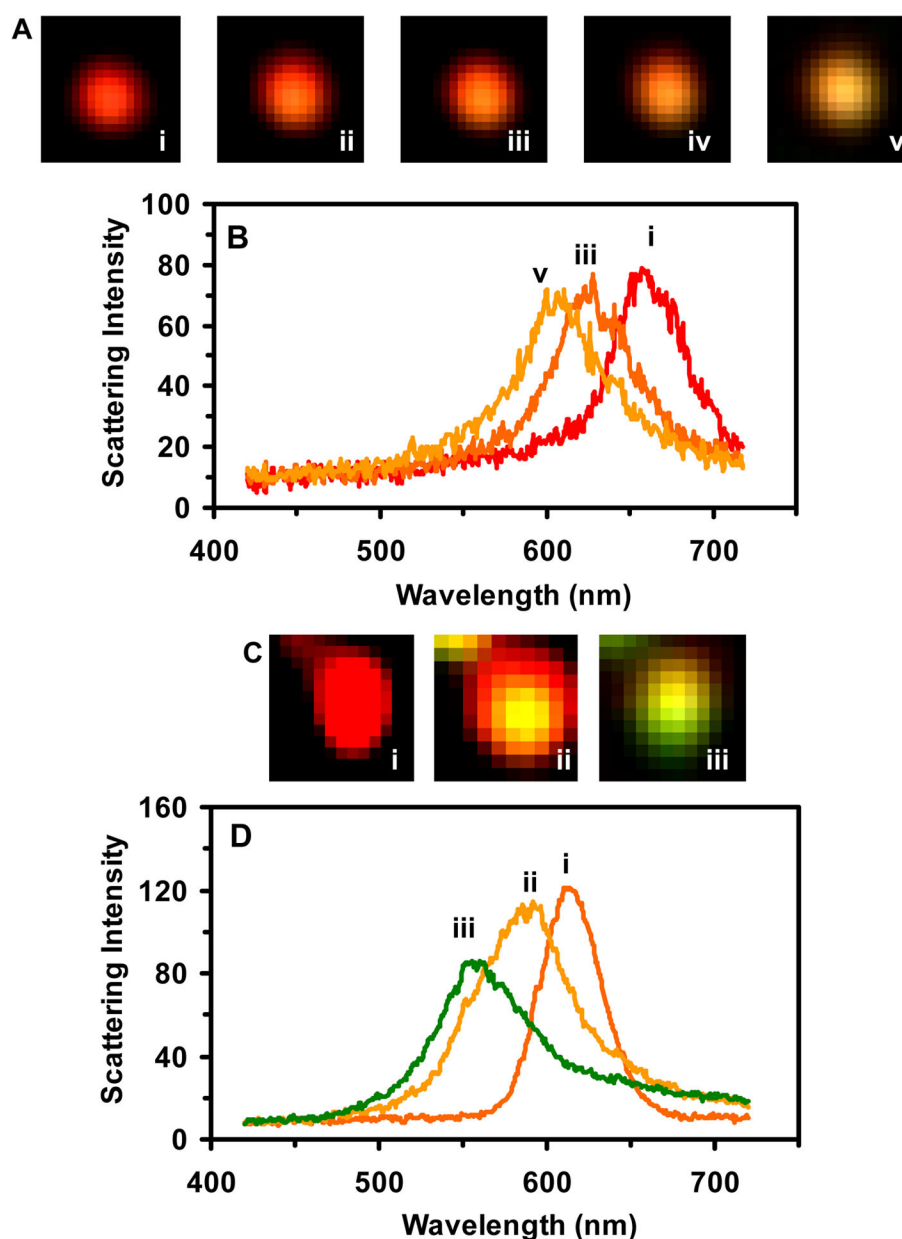 A
i ii iii iv v
B
v iii i
Scattering Intensity
100
80
60
40
20
0
400 500 600 700
Wavelength (nm)
C
i ii iii
D
iii ii i
Scattering Intensity
160
120
80
40
0
400 500 600 700
Wavelength (nm)